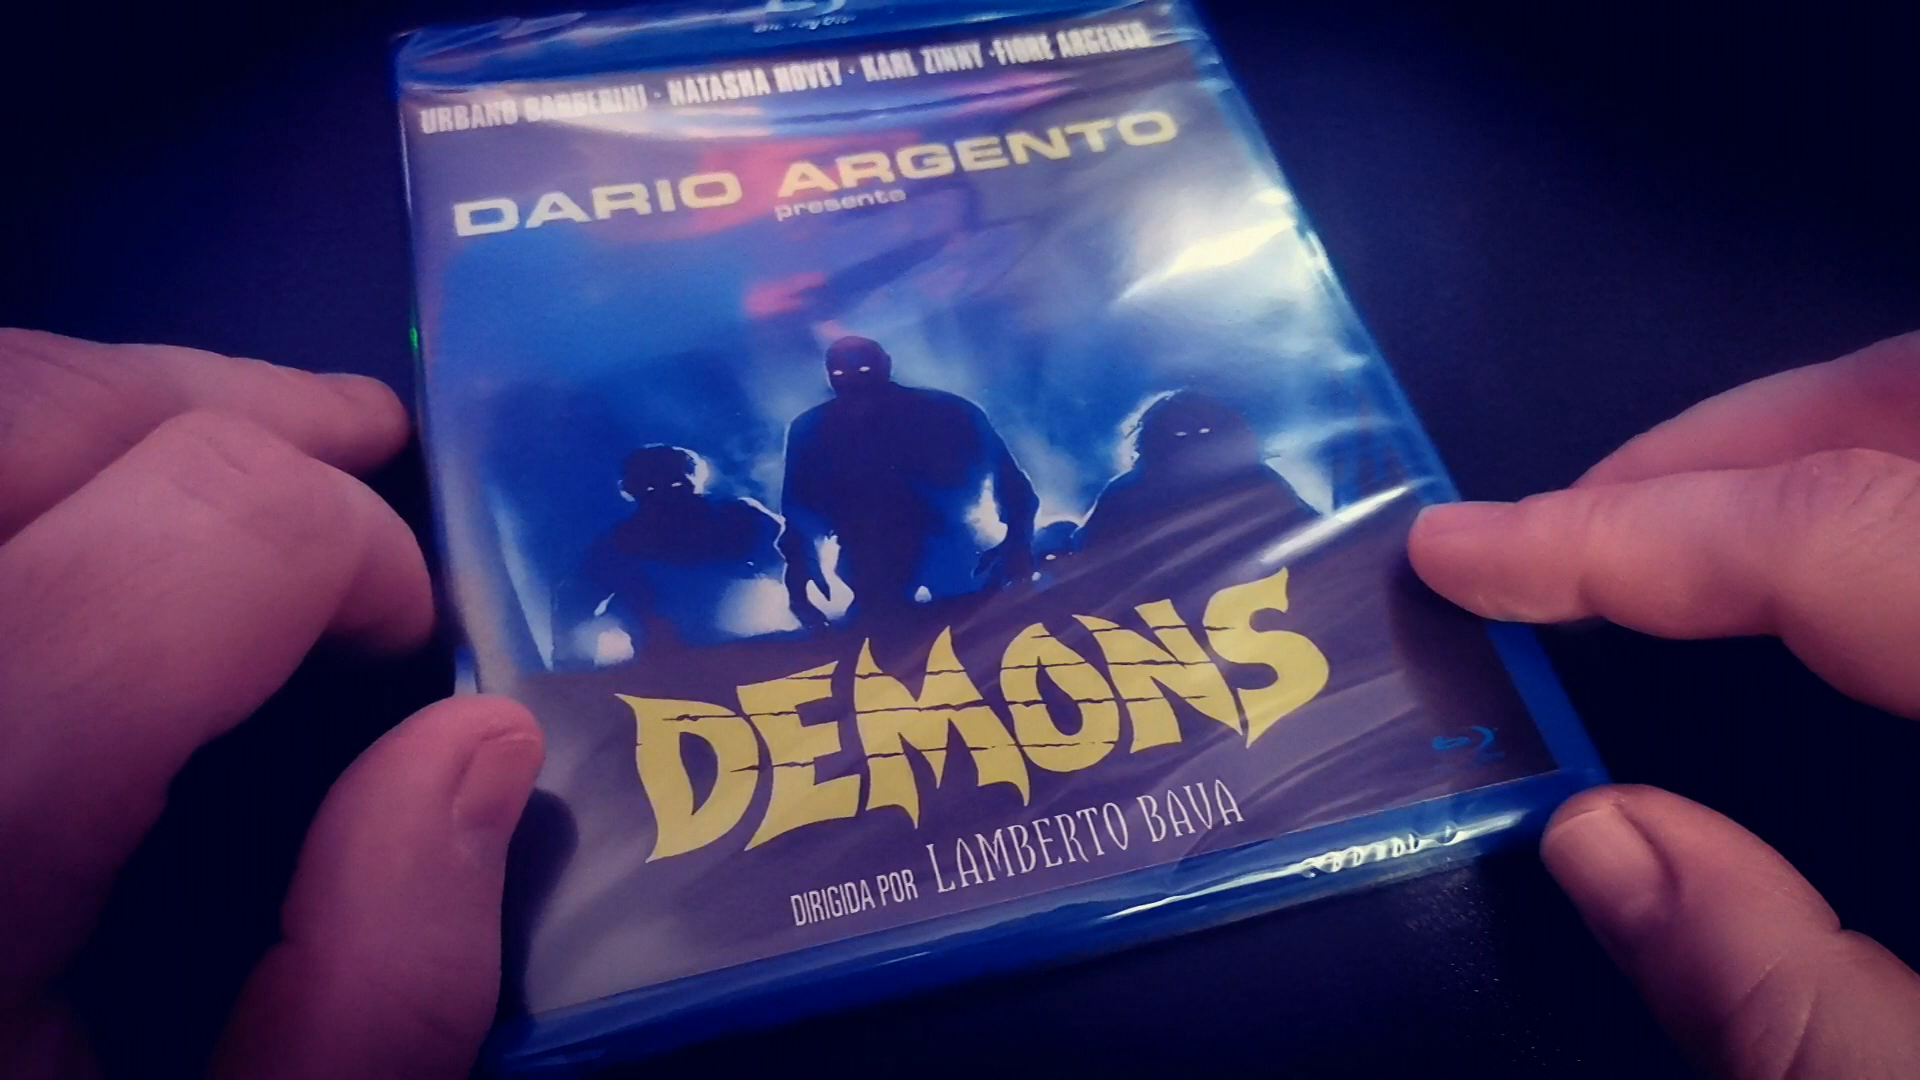 URBANO BARBERINI · NATASHA HOVEY · KARL ZINNY · FIORE ARGENTO
DARIO ARGENTO
presenta
DEMONS
DIRIGIDA POR LAMBERTO BAVA